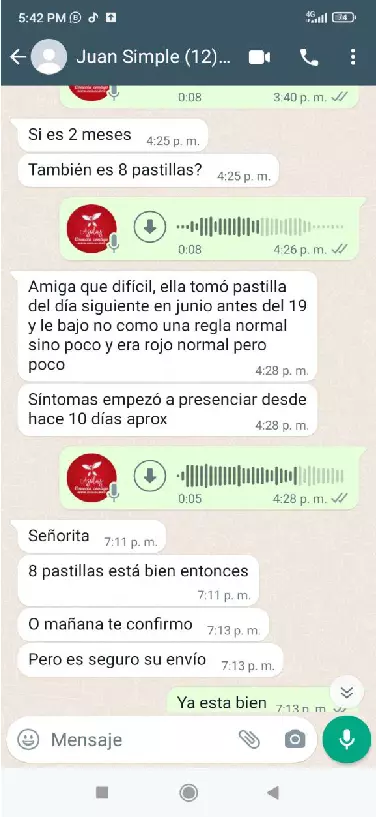 5:42 PM
4G
74
Juan Simple (12)...
0:08 3:40 p. m.
Si es 2 meses 4:25 p. m.
También es 8 pastillas? 4:25 p. m.
0:08 4:26 p. m.
Amiga que difícil, ella tomó pastilla
del día siguiente en junio antes del 19
y le bajo no como una regla normal
sino poco y era rojo normal pero
poco 4:28 p. m.
Síntomas empezó a presenciar desde
hace 10 días aprox 4:28 p. m.
0:05 4:28 p. m.
Señorita 7:11 p. m.
8 pastillas está bien entonces
7:11 p. m.
O mañana te confirmo 7:13 p. m.
Pero es seguro su envío 7:13 p. m.
Ya esta bien 7:13 p. m.
Mensaje